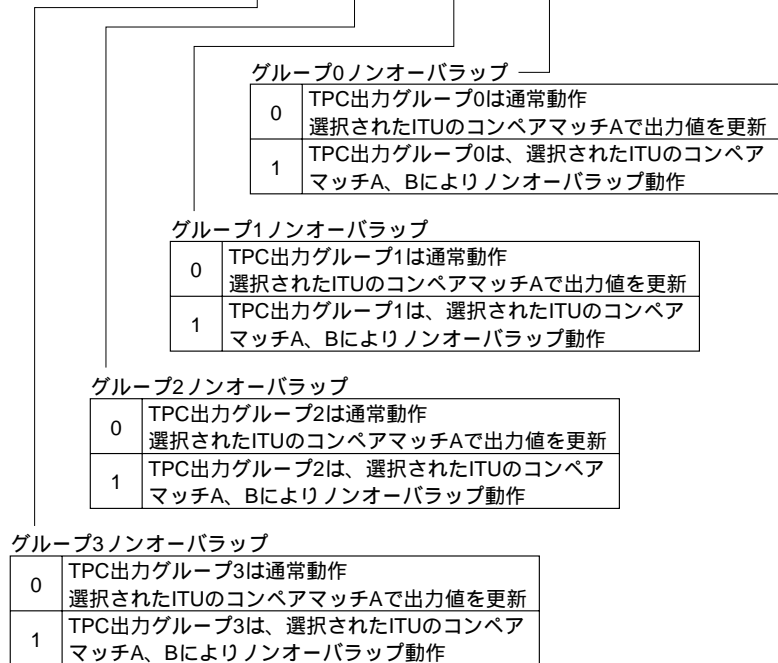 グループ0ノンオーバラップ
0
TPC出力グループ0は通常動作
選択されたITUのコンペアマッチAで出力値を更新
1
TPC出力グループ0は、選択されたITUのコンペア
マッチA、Bによりノンオーバラップ動作
グループ1ノンオーバラップ
0
TPC出力グループ1は通常動作
選択されたITUのコンペアマッチAで出力値を更新
1
TPC出力グループ1は、選択されたITUのコンペア
マッチA、Bによりノンオーバラップ動作
グループ2ノンオーバラップ
0
TPC出力グループ2は通常動作
選択されたITUのコンペアマッチAで出力値を更新
1
TPC出力グループ2は、選択されたITUのコンペア
マッチA、Bによりノンオーバラップ動作
グループ3ノンオーバラップ
0
TPC出力グループ3は通常動作
選択されたITUのコンペアマッチAで出力値を更新
1
TPC出力グループ3は、選択されたITUのコンペア
マッチA、Bによりノンオーバラップ動作